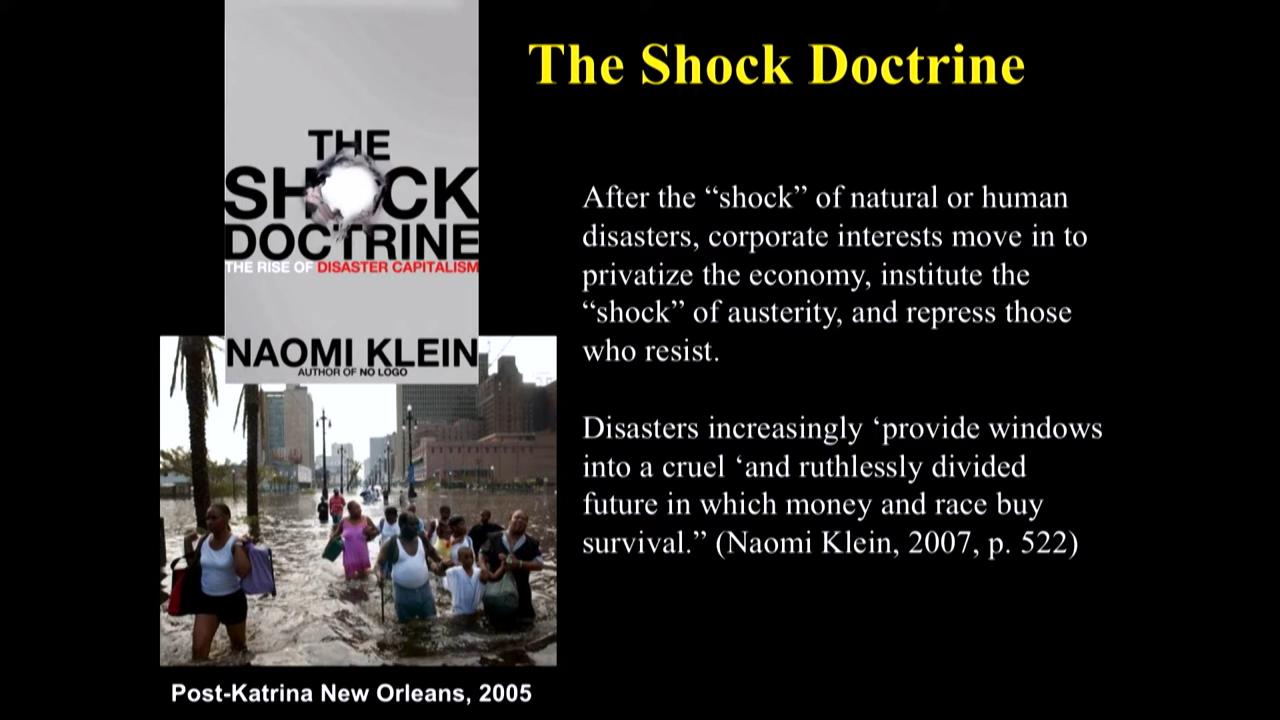 The Shock Doctrine
THE
SHOCK
DOCTRINE
THE RISE OF DISASTER CAPITALISM
NAOMI KLEIN
AUTHOR OF NO LOGO
After the “shock” of natural or human
disasters, corporate interests move in to
privatize the economy, institute the
“shock” of austerity, and repress those
who resist.
Disasters increasingly ‘provide windows
into a cruel ‘and ruthlessly divided
future in which money and race buy
survival.” (Naomi Klein, 2007, p. 522)
Post-Katrina New Orleans, 2005